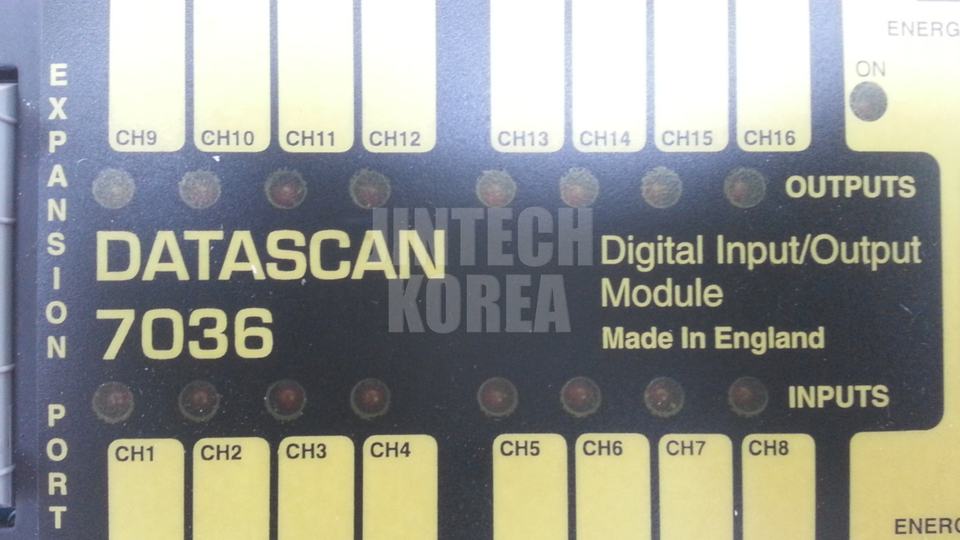 ENERG
ON
EXPANSION PORT
CH9 CH10 CH11 CH12 CH13 CH14 CH15 CH16
OUTPUTS
DATASCAN
7036
Digital Input/Output
Module
Made In England
JINTECH
KOREA
INPUTS
CH1 CH2 CH3 CH4 CH5 CH6 CH7 CH8
ENERG